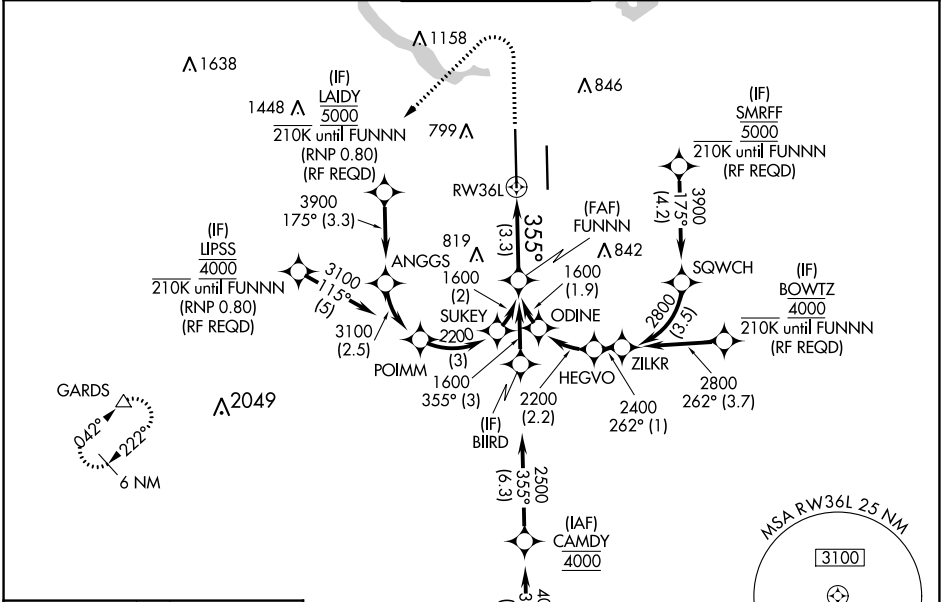 1158
1638
846
(IF)
LAIDY
5000
210K until FUNNN
(RNP 0.80)
(RF REQD)
1448
799
(IF)
SMRFF
5000
210K until FUNNN
(RF REQD)
RW36L
3900
175° (3.3)
355°
(3.3)
(FAF)
FUNNN
3900
175°
(4.2)
(IF)
LIPSS
4000
210K until FUNNN
(RNP 0.80)
(RF REQD)
819
842
ANGGS
1600
(2)
1600
(1.9)
SQWCH
(IF)
BOWTZ
4000
210K until FUNNN
(RF REQD)
3100
115°
(5)
3100
(2.5)
SUKEY
ODINE
2800
(3.5)
2200
(3)
POIMM
1600
355° (3)
HEGVO
ZILKR
2200
(2.2)
2400
262° (1)
2800
262° (3.7)
(IF)
BIIRD
GARDS
2049
042°
222°
6 NM
2500
355°
(6.3)
(IAF)
CAMDY
4000
MSA RW36L 25 NM
3100